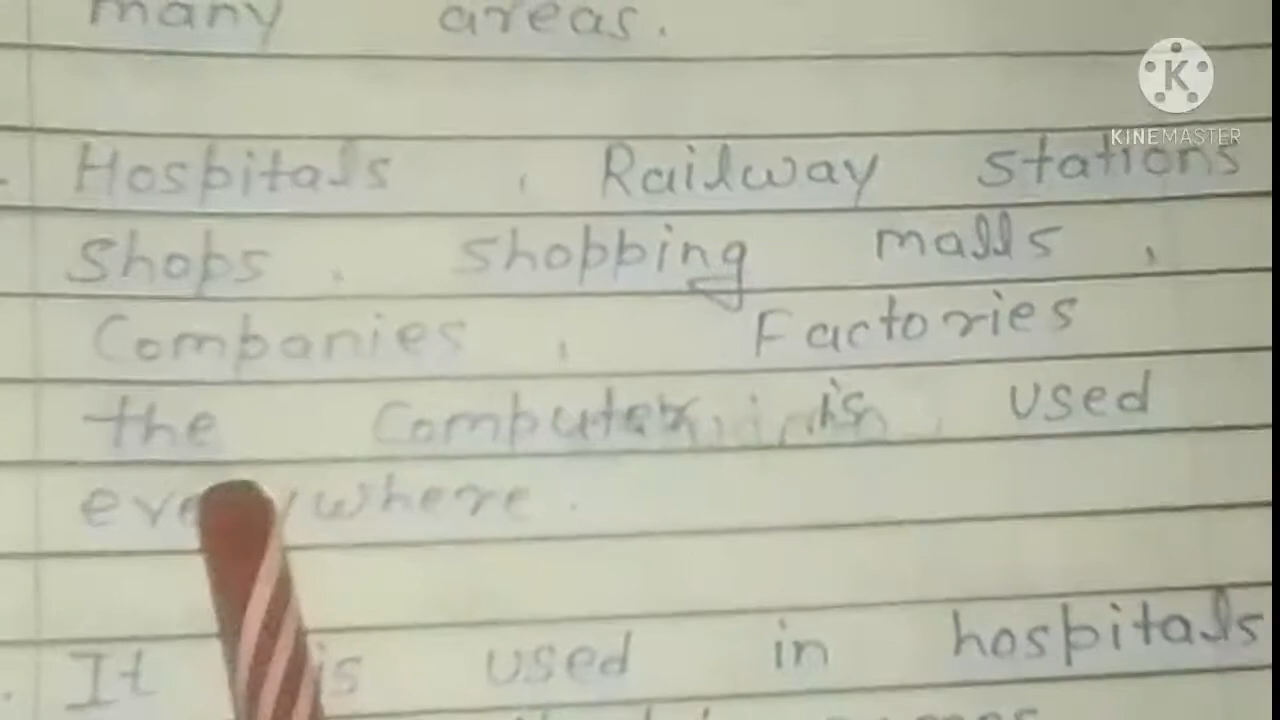 many areas.
K
KINEMASTER
Hospitals , Railway stations
Shops , shopping malls ,
Companies , Factories
the Computer is used
everywhere.
It is used in hospitals